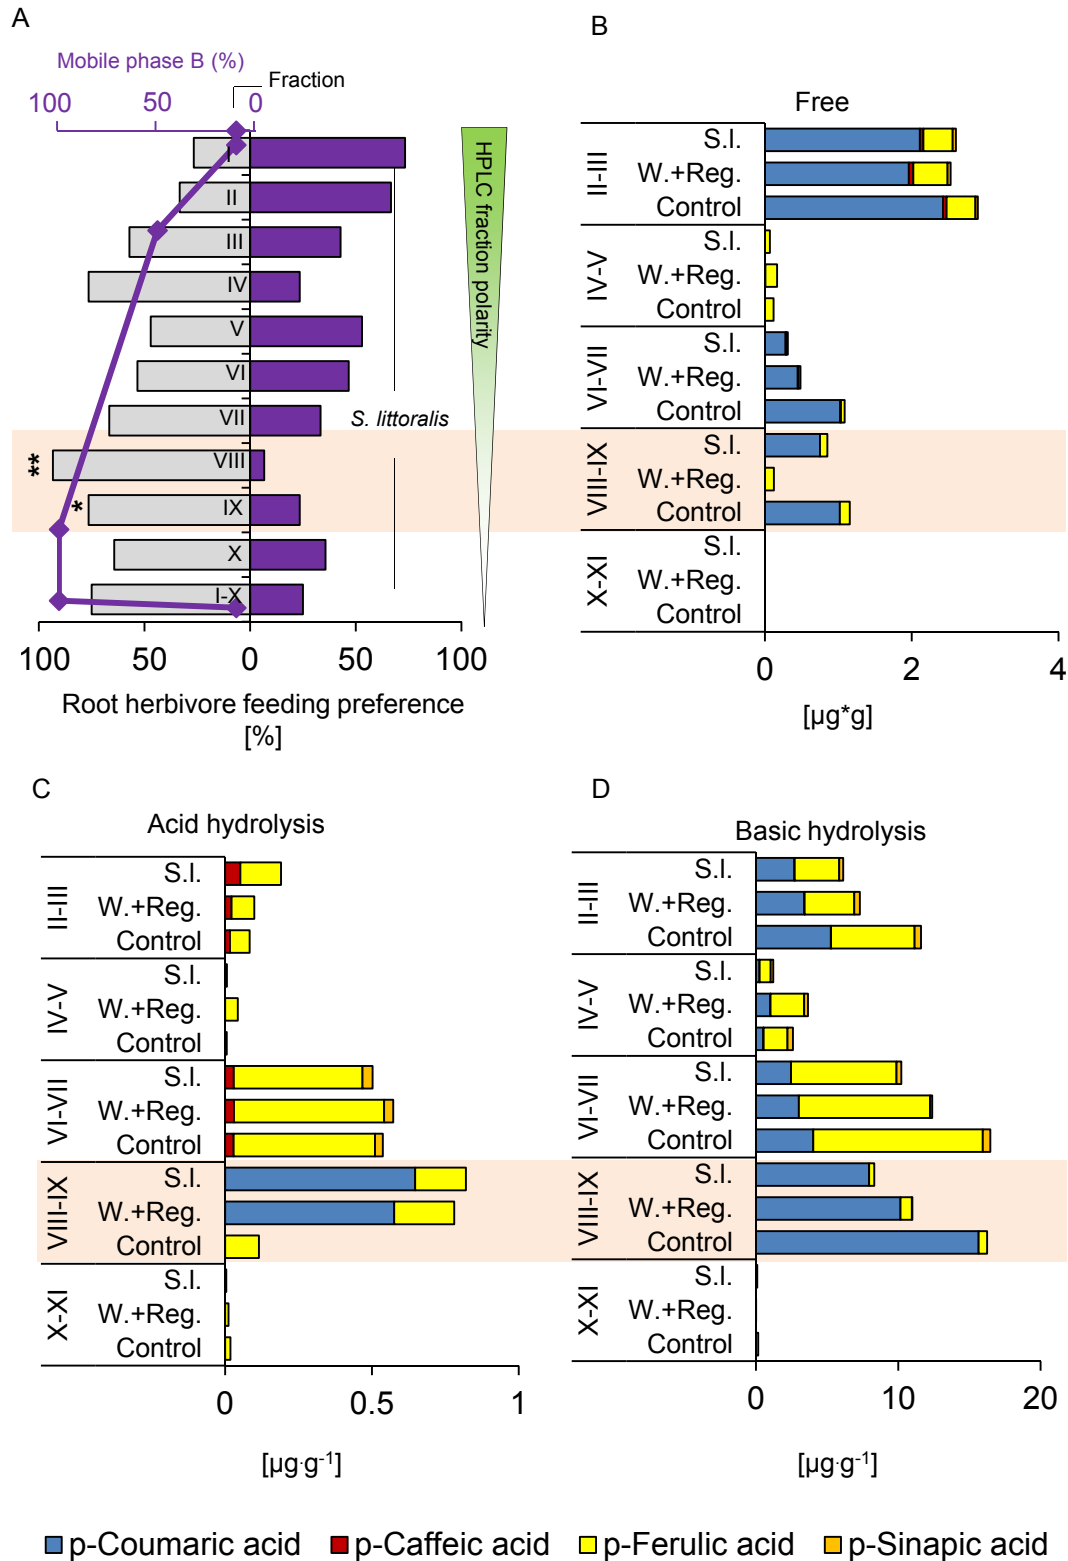 A
Mobile phase B (%)
Fraction
100 50 0
I
II
III
IV
V
VI
VII
VIII
IX
X
I-X
**
*
S. littoralis
HPLC fraction polarity
100 50 0 50 100
Root herbivore feeding preference
[%]
B
Free
II-III
S.I.
W.+Reg.
Control
IV-V
S.I.
W.+Reg.
Control
VI-VII
S.I.
W.+Reg.
Control
VIII-IX
S.I.
W.+Reg.
Control
X-XI
S.I.
W.+Reg.
Control
0 2 4
[µg*g]
C
Acid hydrolysis
II-III
S.I.
W.+Reg.
Control
IV-V
S.I.
W.+Reg.
Control
VI-VII
S.I.
W.+Reg.
Control
VIII-IX
S.I.
W.+Reg.
Control
X-XI
S.I.
W.+Reg.
Control
0 0.5 1
[µg·g⁻¹]
D
Basic hydrolysis
II-III
S.I.
W.+Reg.
Control
IV-V
S.I.
W.+Reg.
Control
VI-VII
S.I.
W.+Reg.
Control
VIII-IX
S.I.
W.+Reg.
Control
X-XI
S.I.
W.+Reg.
Control
0 10 20
[µg·g⁻¹]
p-Coumaric acid p-Caffeic acid p-Ferulic acid p-Sinapic acid